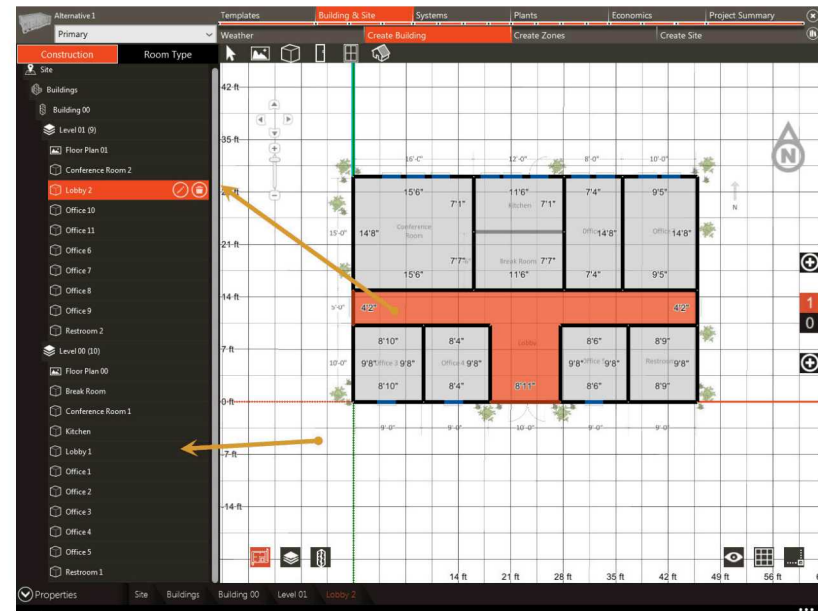 Alternative 1
Templates
Building & Site
Systems
Plants
Economics
Project Summary
Primary
Weather
Create Building
Create Zones
Create Site
Construction
Room Type
Site
Buildings
Building 00
Level 01 (9)
Floor Plan 01
Conference Room 2
Lobby 2
Office 10
Office 11
Office 6
Office 7
Office 8
Office 9
Restroom 2
Level 00 (10)
Floor Plan 00
Break Room
Conference Room 1
Kitchen
Lobby 1
Office 1
Office 2
Office 3
Office 4
Office 5
Restroom 1
42 ft
35 ft
21 ft
14 ft
7 ft
0 ft
-7 ft
-14 ft
16'-0"
12'-0"
8'-0"
10'-0"
N
N
15'6"
11'6"
7'4"
9'5"
7'1"
Kitchen
7'1"
15'-0"
14'8"
Conference
Room
14'8"
Office
14'8"
7'7"
Break Room
7'7"
15'6"
11'6"
7'4"
9'5"
5'-0"
4'2"
4'2"
1
0
8'10"
8'4"
Lobby
8'6"
8'9"
10'-0"
9'8"
Office 3
9'8"
Office 4
9'8"
9'8"
Office 5
9'8"
Restroom
9'8"
8'10"
8'4"
8'11"
8'6"
8'9"
9'-0"
9'-0"
10'-0"
9'-0"
9'-0"
14 ft
21 ft
28 ft
35 ft
42 ft
49 ft
56 ft
Properties
Site
Buildings
Building 00
Level 01
Lobby 2